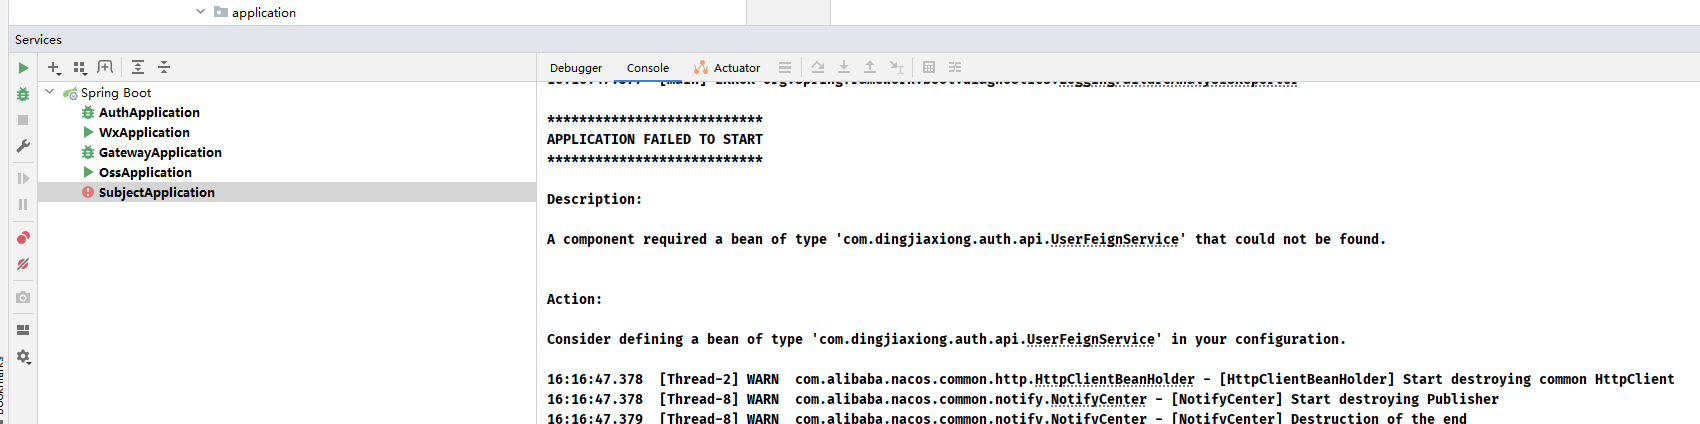 application
Services
Debugger Console Actuator
Spring Boot
AuthApplication
WxApplication
GatewayApplication
OssApplication
SubjectApplication
***************************
APPLICATION FAILED TO START
***************************
Description:
A component required a bean of type 'com.dingjiaxiong.auth.api.UserFeignService' that could not be found.
Action:
Consider defining a bean of type 'com.dingjiaxiong.auth.api.UserFeignService' in your configuration.
16:16:47.378 [Thread-2] WARN com.alibaba.nacos.common.http.HttpClientBeanHolder - [HttpClientBeanHolder] Start destroying common HttpClient
16:16:47.378 [Thread-8] WARN com.alibaba.nacos.common.notify.NotifyCenter - [NotifyCenter] Start destroying Publisher
16:16:47.379 [Thread-8] WARN com.alibaba.nacos.common.notify.NotifyCenter - [NotifyCenter] Destruction of the end